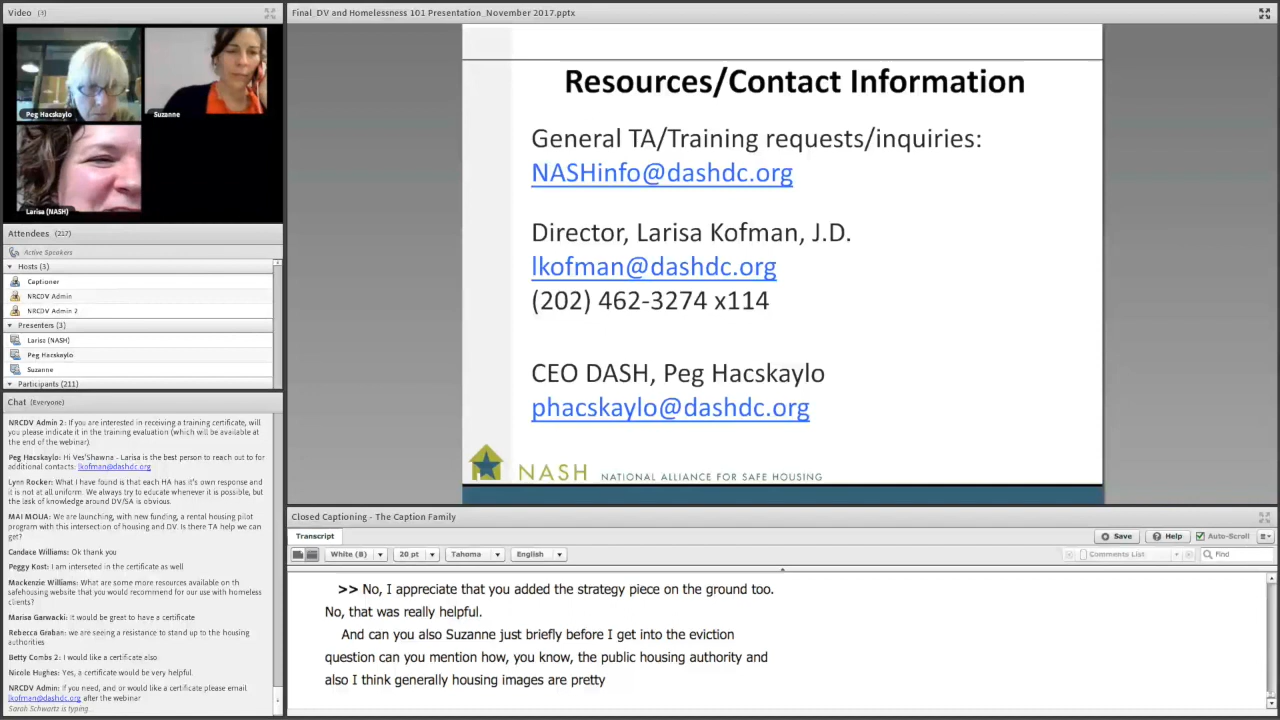 Video (3)
Peg Hacskaylo
Suzanne
Larisa (NASH)
Attendees (217)
Active Speakers
Hosts (3)
Captioner
NRCDV Admin
NRCDV Admin 2
Presenters (3)
Larisa (NASH)
Peg Hacskaylo
Suzanne
Participants (211)
Chat (Everyone)
NRCDV Admin 2: If you are interested in receiving a training certificate, will
you please indicate it in the training evaluation (which will be available at
the end of the webinar).
Peg Hacskaylo: Hi Ves'Shawna - Larisa is the best person to reach out to for
additional contacts. lkofman@dashdc.org
Lynn Rocken: What I have found is that each HA has it's own response and
it is not at all uniform. We always try to educate whenever it is possible, but
the lack of knowledge around DV/SA is obvious.
MAI MOUA: We are launching, with new funding, a rental housing pilot
program with this intersection of housing and DV. Is there TA help we can
get?
Candace Williams: Ok thank you
Peggy Kost: I am interseted in the certificate as well
Mackenzie Williams: What are some more resources available on th
safehousing website that you would recommend for our use with homeless
clients?
Marisa Garwacki: it would be great to have a certificate
Rebecca Graban: we are seeing a resistance to stand up to the housing
authorities
Betty Combs 2: I would like a certificate also
Nicole Hughes: Yes, a certificate would be very helpful.
NRCDV Admin: If you need, and/or would like a certificate please email
lkofman@dashdc.org after the webinar
Sarah Schwartz is typing...
Final_DV and Homelessness 101 Presentation_November 2017.pptx
Resources/Contact Information
General TA/Training requests/inquiries:
NASHinfo@dashdc.org
Director, Larisa Kofman, J.D.
lkofman@dashdc.org
(202) 462-3274 x114
CEO DASH, Peg Hacskaylo
phacskaylo@dashdc.org
NASH NATIONAL ALLIANCE FOR SAFE HOUSING
Closed Captioning - The Caption Family
Transcript
Save
Help
Auto-Scroll
White (B)
20 pt
Tahoma
English
Comments List
Find
>> No, I appreciate that you added the strategy piece on the ground too.
No, that was really helpful.
And can you also Suzanne just briefly before I get into the eviction
question can you mention how, you know, the public housing authority and
also I think generally housing images are pretty